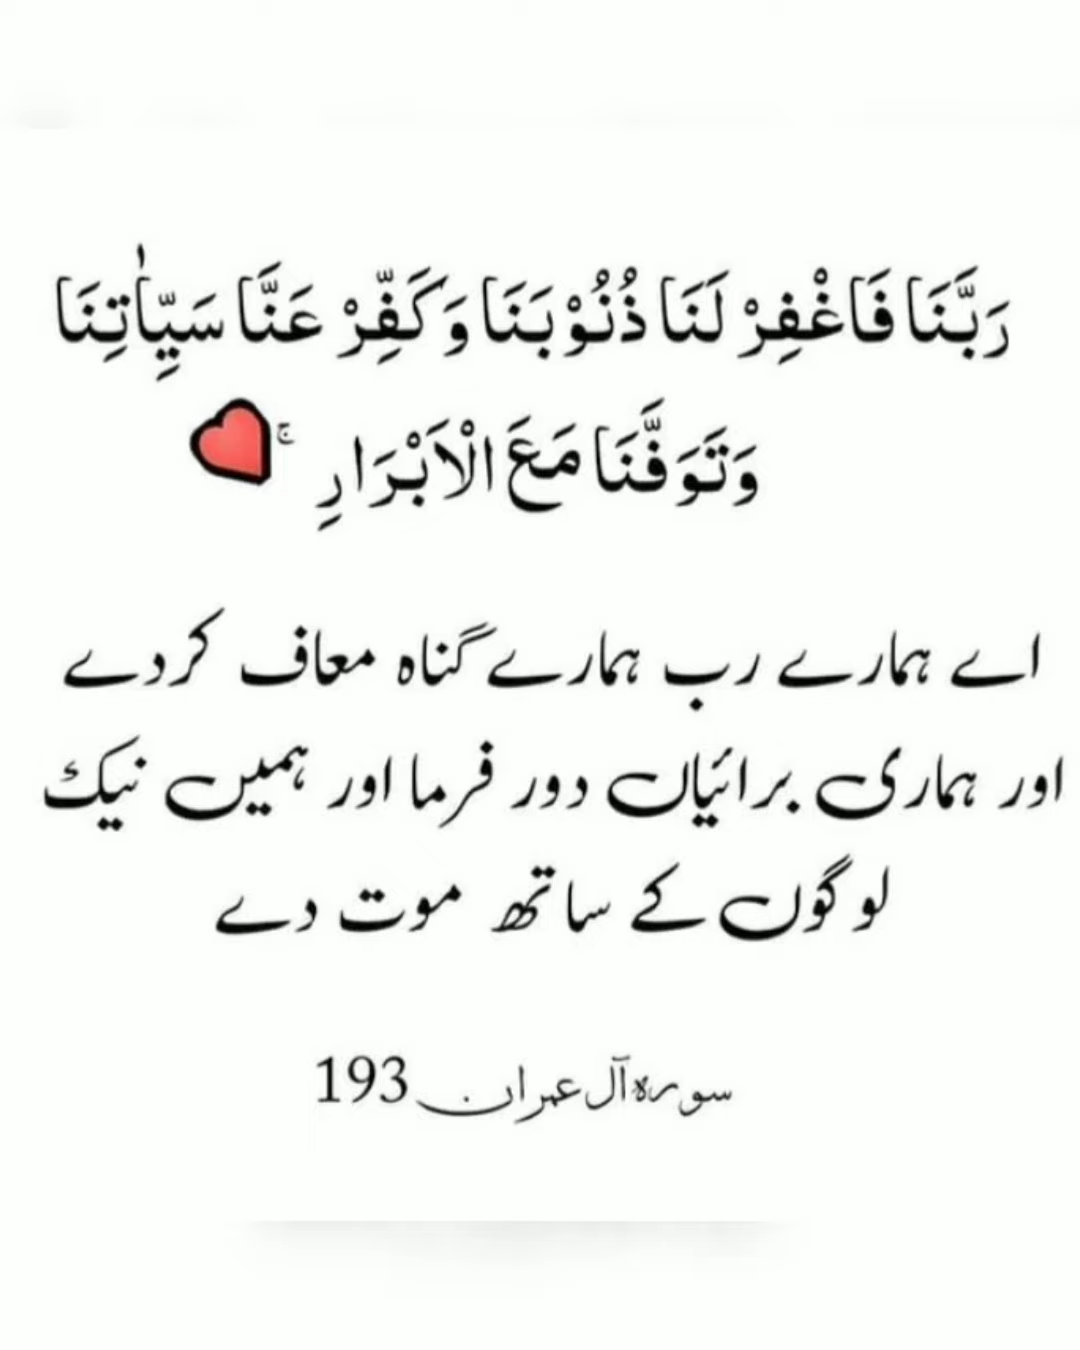 رَبَّنَا فَاغْفِرْ لَنَا ذُنُوْبَنَا وَكَفِّرْ عَنَّا سَيِّاٰتِنَا
وَتَوَفَّنَا مَعَ الْاَبْرَارِ ۚ
اے ہمارے رب ہمارے گناہ معاف کردے
اور ہماری برائیاں دور فرما اور ہمیں نیک
لوگوں کے ساتھ موت دے
سورہ آل عمران 193